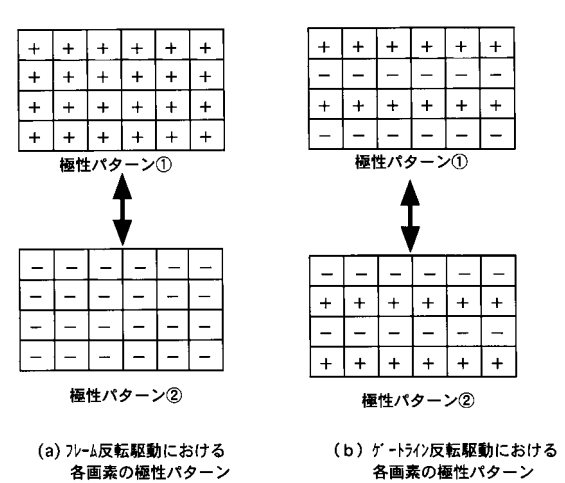 + + + + + +
+ + + + + +
+ + + + + +
+ + + + + +
極性パターン①
− − − − − −
− − − − − −
− − − − − −
− − − − − −
極性パターン②
(a) フレーム反転駆動における
各画素の極性パターン
+ + + + + +
− − − − − −
+ + + + + +
− − − − − −
極性パターン①
− − − − − −
+ + + + + +
− − − − − −
+ + + + + +
極性パターン②
(b) ゲートライン反転駆動における
各画素の極性パターン